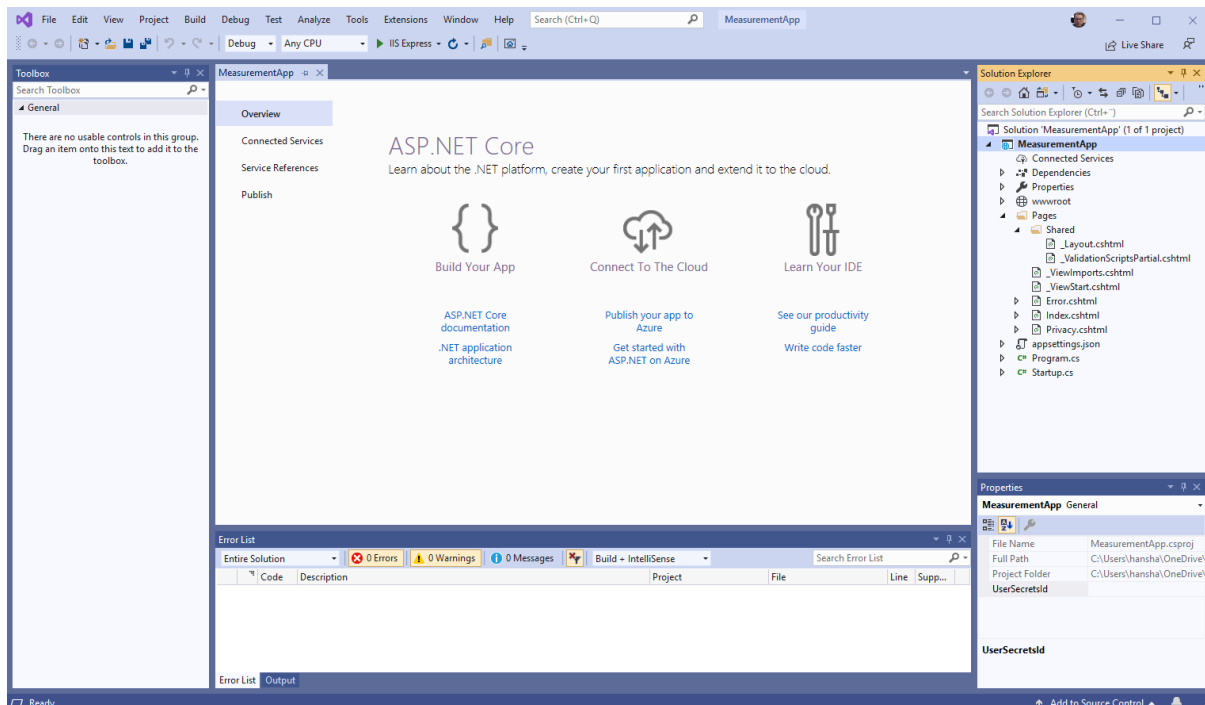 File Edit View Project Build Debug Test Analyze Tools Extensions Window Help Search (Ctrl+Q) MeasurementApp
Debug Any CPU IIS Express Live Share
Toolbox
Search Toolbox
General
There are no usable controls in this group.
Drag an item onto this text to add it to the
toolbox.
MeasurementApp
Overview
Connected Services
Service References
Publish
ASP.NET Core
Learn about the .NET platform, create your first application and extend it to the cloud.
Build Your App
Connect To The Cloud
Learn Your IDE
ASP.NET Core
documentation
.NET application
architecture
Publish your app to
Azure
Get started with
ASP.NET on Azure
See our productivity
guide
Write code faster
Error List
Entire Solution 0 Errors 0 Warnings 0 Messages Build + IntelliSense Search Error List
Code Description Project File Line Supp...
Error List Output
Solution Explorer
Search Solution Explorer (Ctrl+¨)
Solution 'MeasurementApp' (1 of 1 project)
MeasurementApp
Connected Services
Dependencies
Properties
wwwroot
Pages
Shared
_Layout.cshtml
_ValidationScriptsPartial.cshtml
_ViewImports.cshtml
_ViewStart.cshtml
Error.cshtml
Index.cshtml
Privacy.cshtml
appsettings.json
C# Program.cs
C# Startup.cs
Properties
MeasurementApp General
File Name MeasurementApp.csproj
Full Path C:\Users\hansha\OneDrive\
Project Folder C:\Users\hansha\OneDrive\
UserSecretsId
UserSecretsId
Ready Add to Source Control